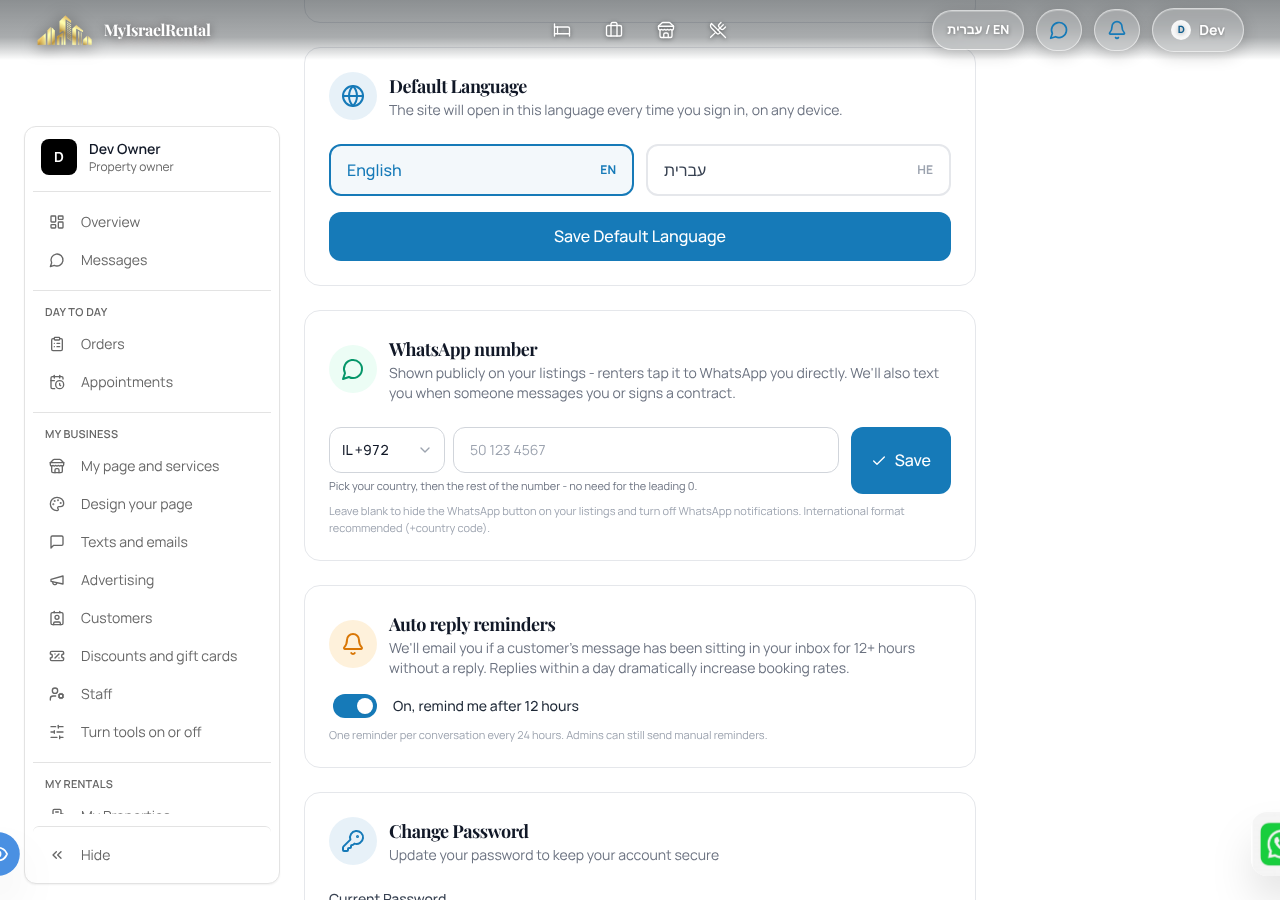 MyIsraelRental
עברית / EN
D
Dev
Default Language
The site will open in this language every time you sign in, on any device.
English
EN
עברית
HE
Save Default Language
D
Dev Owner
Property owner
Overview
Messages
DAY TO DAY
Orders
Appointments
MY BUSINESS
My page and services
Design your page
Texts and emails
Advertising
Customers
Discounts and gift cards
Staff
Turn tools on or off
MY RENTALS
My Properties
Hide
WhatsApp number
Shown publicly on your listings - renters tap it to WhatsApp you directly. We'll also text
you when someone messages you or signs a contract.
IL +972
50 123 4567
Save
Pick your country, then the rest of the number - no need for the leading 0.
Leave blank to hide the WhatsApp button on your listings and turn off WhatsApp notifications. International format
recommended (+country code).
Auto reply reminders
We'll email you if a customer's message has been sitting in your inbox for 12+ hours
without a reply. Replies within a day dramatically increase booking rates.
On, remind me after 12 hours
One reminder per conversation every 24 hours. Admins can still send manual reminders.
Change Password
Update your password to keep your account secure
Current Password